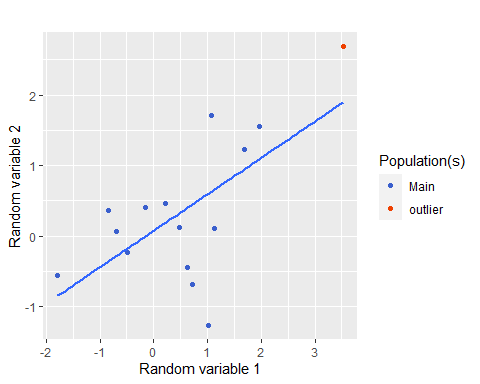 2
1
0
-1
-2
-1
0
1
2
3
Random variable 1
Random variable 2
Population(s)
Main
outlier